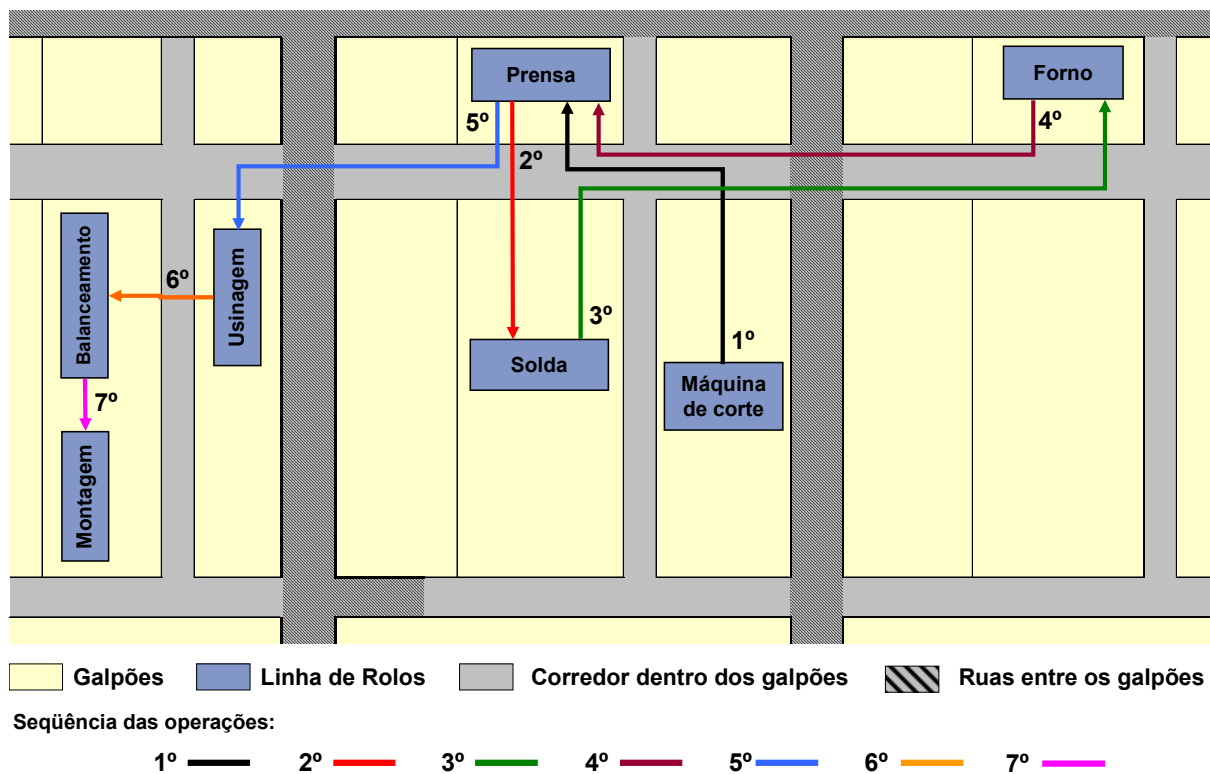 Prensa
Forno
5º
4º
2º
Balanceamento
Usinagem
6º
3º
1º
Solda
Máquina
de corte
7º
Montagem
Galpões
Linha de Rolos
Corredor dentro dos galpões
Ruas entre os galpões
Seqüência das operações:
1º 2º 3º 4º 5º 6º 7º